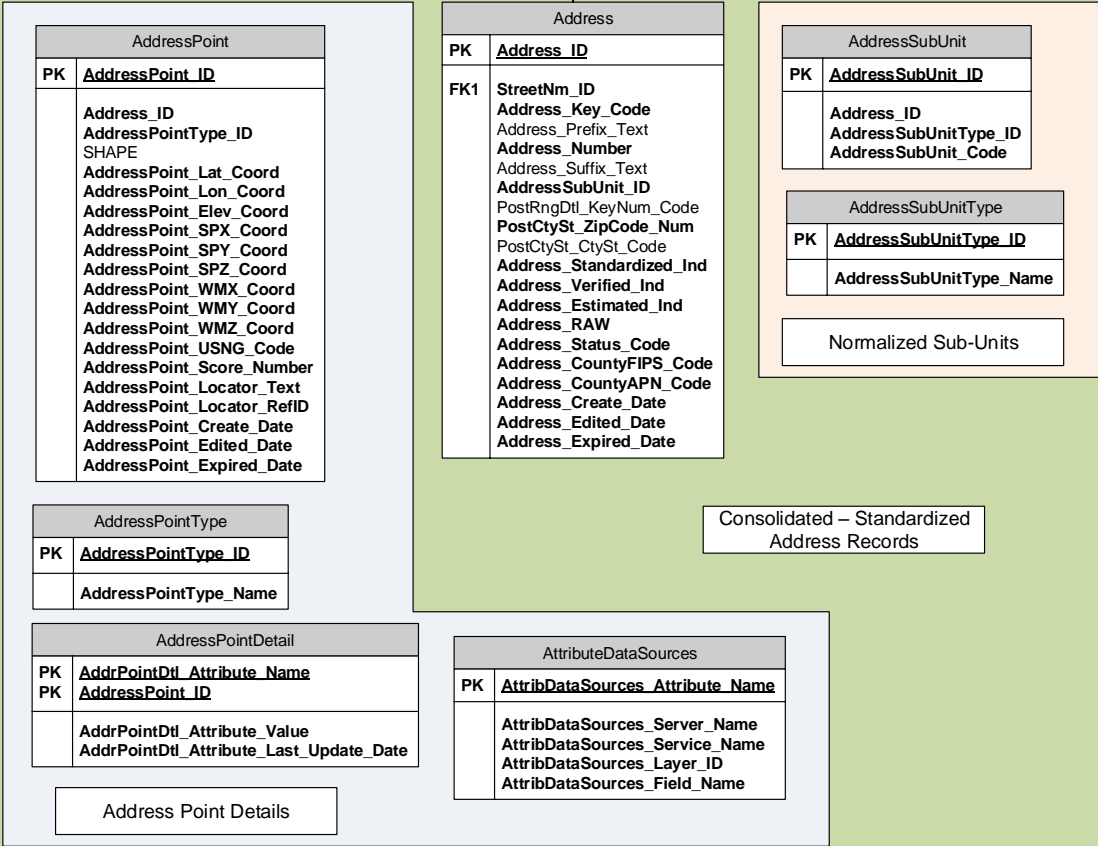 AddressPoint
PK AddressPoint_ID
Address_ID
AddressPointType_ID
SHAPE
AddressPoint_Lat_Coord
AddressPoint_Lon_Coord
AddressPoint_Elev_Coord
AddressPoint_SPX_Coord
AddressPoint_SPY_Coord
AddressPoint_SPZ_Coord
AddressPoint_WMX_Coord
AddressPoint_WMY_Coord
AddressPoint_WMZ_Coord
AddressPoint_USNG_Code
AddressPoint_Score_Number
AddressPoint_Locator_Text
AddressPoint_Locator_RefID
AddressPoint_Create_Date
AddressPoint_Edited_Date
AddressPoint_Expired_Date
Address
PK Address_ID
FK1 StreetNm_ID
Address_Key_Code
Address_Prefix_Text
Address_Number
Address_Suffix_Text
AddressSubUnit_ID
PostRngDtl_KeyNum_Code
PostCtySt_ZipCode_Num
PostCtySt_CtySt_Code
Address_Standardized_Ind
Address_Verified_Ind
Address_Estimated_Ind
Address_RAW
Address_Status_Code
Address_CountyFIPS_Code
Address_CountyAPN_Code
Address_Create_Date
Address_Edited_Date
Address_Expired_Date
AddressSubUnit
PK AddressSubUnit_ID
Address_ID
AddressSubUnitType_ID
AddressSubUnit_Code
AddressSubUnitType
PK AddressSubUnitType_ID
AddressSubUnitType_Name
Normalized Sub-Units
AddressPointType
PK AddressPointType_ID
AddressPointType_Name
Consolidated – Standardized
Address Records
AddressPointDetail
PK AddrPointDtl_Attribute_Name
PK AddressPoint_ID
AddrPointDtl_Attribute_Value
AddrPointDtl_Attribute_Last_Update_Date
AttributeDataSources
PK AttribDataSources_Attribute_Name
AttribDataSources_Server_Name
AttribDataSources_Service_Name
AttribDataSources_Layer_ID
AttribDataSources_Field_Name
Address Point Details